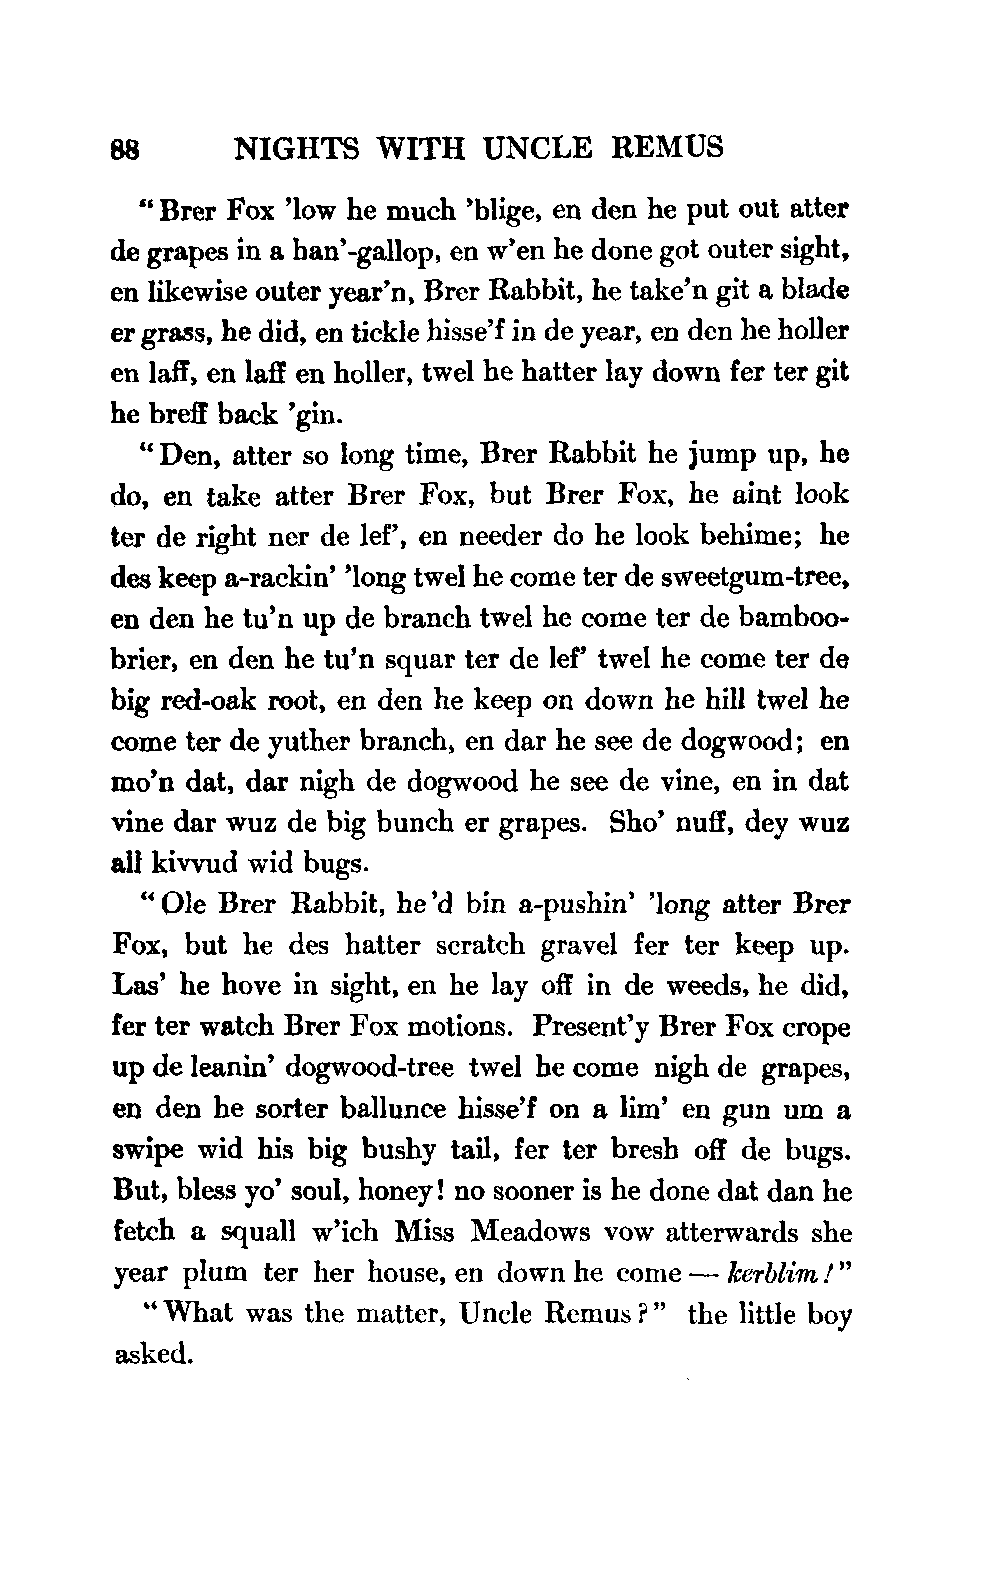 88 NIGHTS WITH UNCLE REMUS
“Brer Fox ’low he much ’blige, en den he put out atter
de grapes in a han’-gallop, en w’en he done got outer sight,
en likewise outer year’n, Brer Rabbit, he take’n git a blade
er grass, he did, en tickle hisse’f in de year, en den he holler
en laff, en laff en holler, twel he hatter lay down fer ter git
he breff back ’gin.
“Den, atter so long time, Brer Rabbit he jump up, he
do, en take atter Brer Fox, but Brer Fox, he aint look
ter de right ner de lef’, en needer do he look behime; he
des keep a-rackin’ ’long twel he come ter de sweetgum-tree,
en den he tu’n up de branch twel he come ter de bamboo-
brier, en den he tu’n squar ter de lef’ twel he come ter de
big red-oak root, en den he keep on down he hill twel he
come ter de yuther branch, en dar he see de dogwood; en
mo’n dat, dar nigh de dogwood he see de vine, en in dat
vine dar wuz de big bunch er grapes. Sho’ nuff, dey wuz
all kivvud wid bugs.
“Ole Brer Rabbit, he’d bin a-pushin’ ’long atter Brer
Fox, but he des hatter scratch gravel fer ter keep up.
Las’ he hove in sight, en he lay off in de weeds, he did,
fer ter watch Brer Fox motions. Present’y Brer Fox crope
up de leanin’ dogwood-tree twel he come nigh de grapes,
en den he sorter ballunce hisse’f on a lim’ en gun um a
swipe wid his big bushy tail, fer ter bresh off de bugs.
But, bless yo’ soul, honey! no sooner is he done dat dan he
fetch a squall w’ich Miss Meadows vow atterwards she
year plum ter her house, en down he come — kerblim!”
“What was the matter, Uncle Remus?” the little boy
asked.